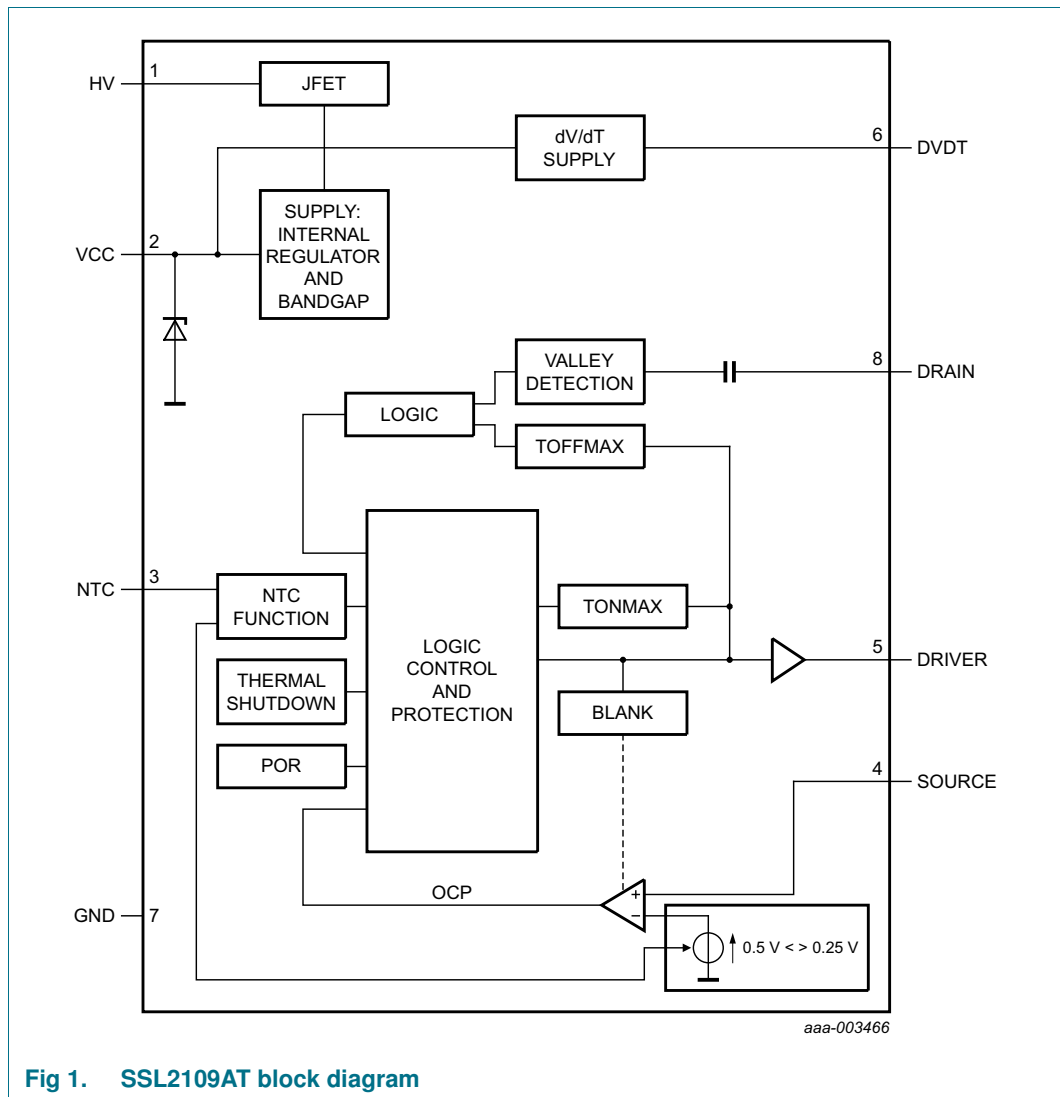 HV
1
JFET
dV/dT
SUPPLY
6
DVDT
SUPPLY:
INTERNAL
REGULATOR
AND
BANDGAP
VCC
2
VALLEY
DETECTION
8
DRAIN
LOGIC
TOFFMAX
NTC
3
NTC
FUNCTION
TONMAX
LOGIC
CONTROL
AND
PROTECTION
5
DRIVER
THERMAL
SHUTDOWN
BLANK
POR
4
SOURCE
OCP
+
−
GND
7
0.5 V < > 0.25 V
aaa-003466
Fig 1. SSL2109AT block diagram